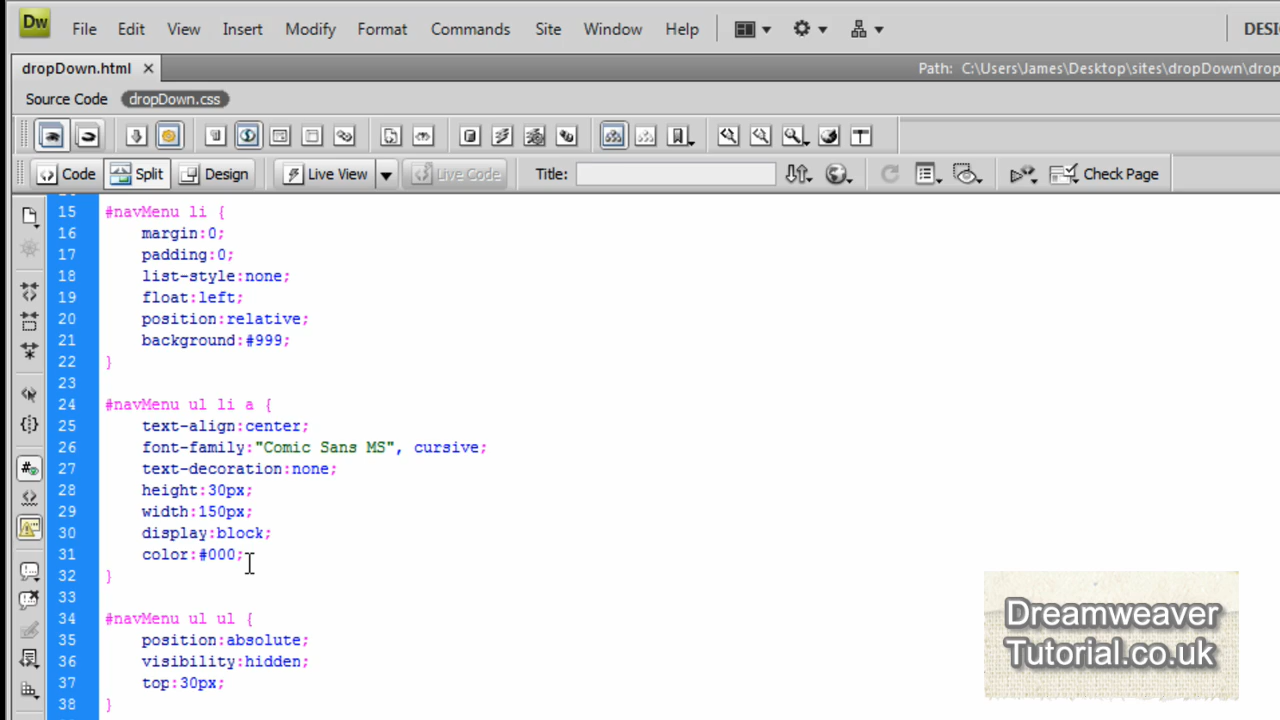 Dw File Edit View Insert Modify Format Commands Site Window Help DESI
dropDown.html Path: C:\Users\James\Desktop\sites\dropDown\drop
Source Code dropDown.css
Code Split Design Live View Live Code Title: Check Page
15 #navMenu li {
16 margin:0;
17 padding:0;
18 list-style:none;
19 float:left;
20 position:relative;
21 background:#999;
22 }
23
24 #navMenu ul li a {
25 text-align:center;
26 font-family:"Comic Sans MS", cursive;
27 text-decoration:none;
28 height:30px;
29 width:150px;
30 display:block;
31 color:#000;
32 }
33
34 #navMenu ul ul {
35 position:absolute;
36 visibility:hidden;
37 top:30px;
38 }
Dreamweaver
Tutorial.co.uk